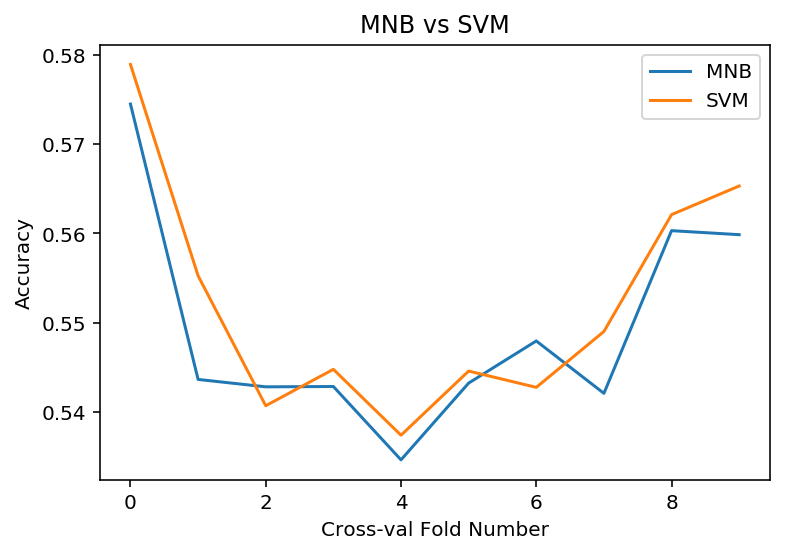 MNB vs SVM
MNB
SVM
0.58
0.57
0.56
0.55
0.54
Accuracy
0 2 4 6 8
Cross-val Fold Number